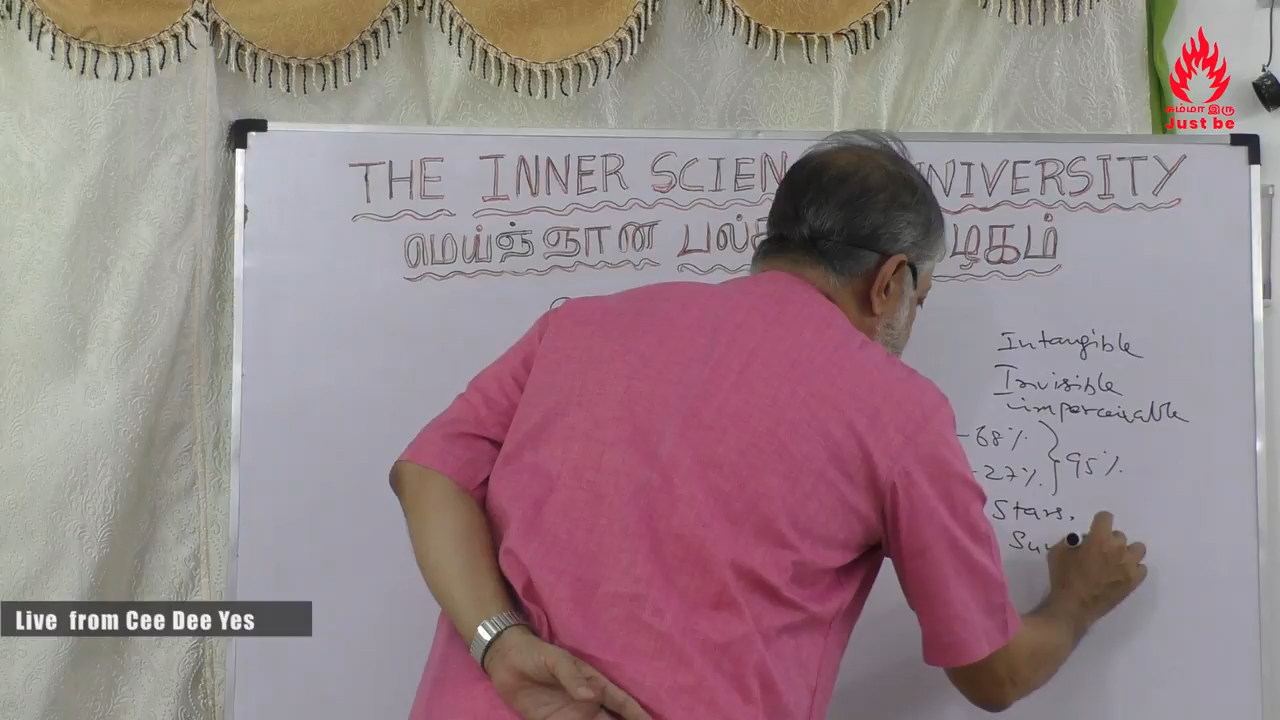 சும்மா இரு
Just be
THE INNER SCIEN NIVERSITY
மெய்ஞ்ஞான பல்க ழகம்
Intangible
Invisible
imperceivable
-68%
-27%
95%
Stars,
Live from Cee Dee Yes